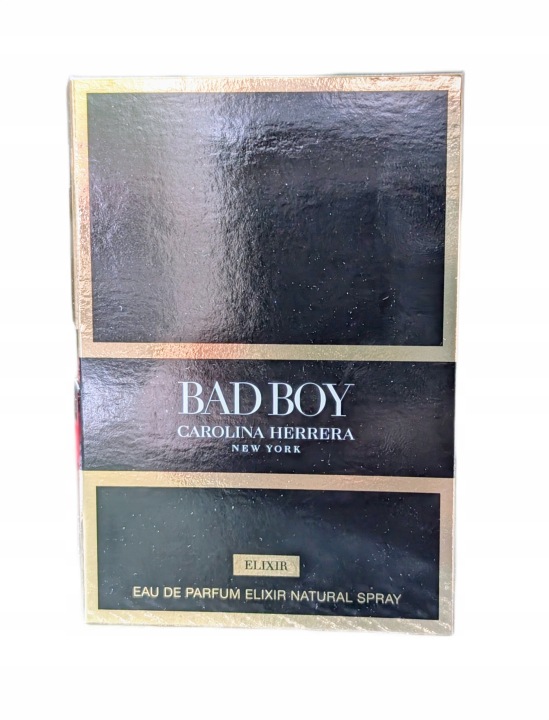 BAD BOY
CAROLINA HERRERA
NEW YORK
ELIXIR
EAU DE PARFUM ELIXIR NATURAL SPRAY